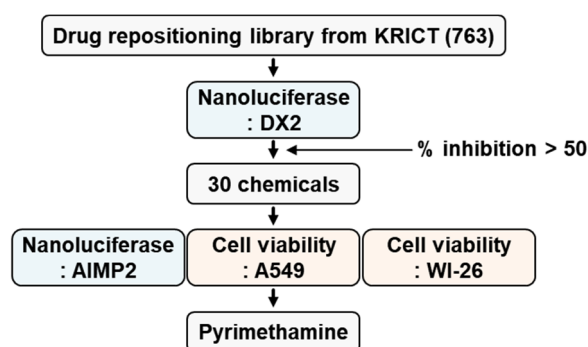 Drug repositioning library from KRICT (763)
Nanoluciferase
: DX2
% inhibition > 50
30 chemicals
Nanoluciferase
: AIMP2
Cell viability
: A549
Cell viability
: WI-26
Pyrimethamine